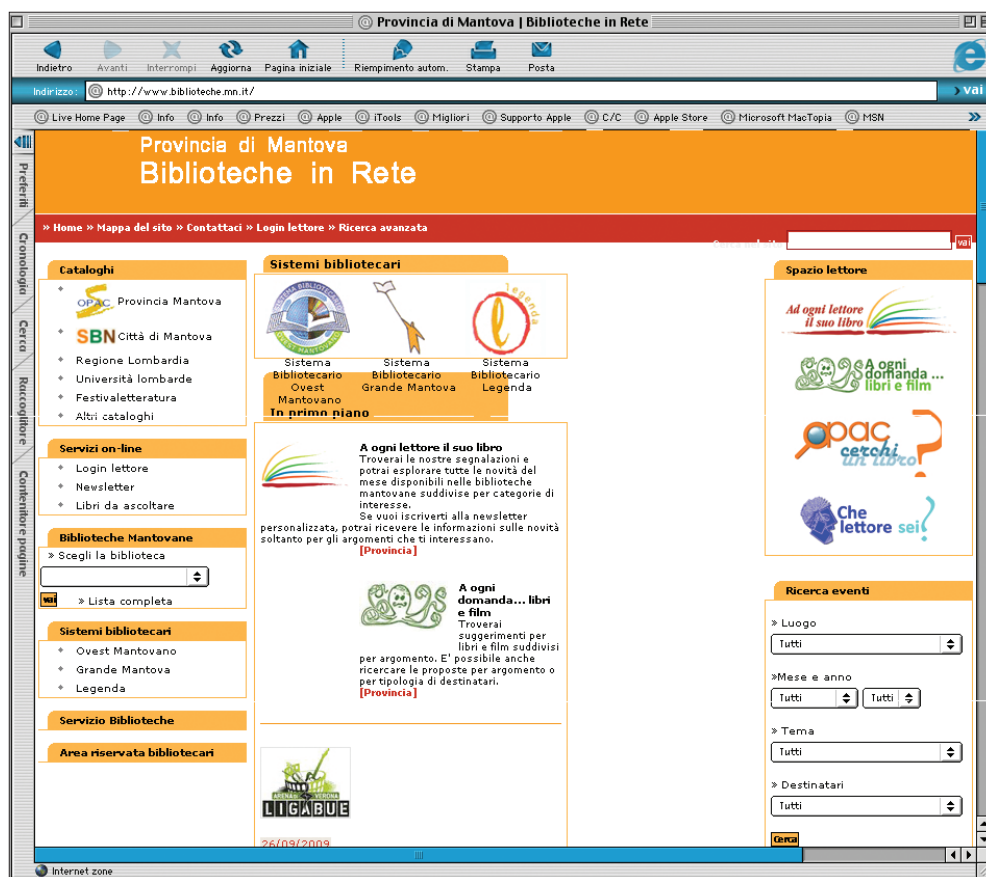 Provincia di Mantova | Biblioteche in Rete
Indietro Avanti Interrompi Aggiorna Pagina iniziale Riempimento autom. Stampa Posta
Indirizzo: http://www.biblioteche.mn.it/ vai
Live Home Page Info Info Prezzi Apple iTools Migliori Supporto Apple C/C Apple Store Microsoft MacTopia MSN
Preferiti
Cronologia
Cerca
Raccoglitore
Contenitore pagine
Provincia di Mantova
Biblioteche in Rete
» Home » Mappa del sito » Contattaci » Login lettore » Ricerca avanzata
vai
Cataloghi
OPAC Provincia Mantova
SBN Città di Mantova
Regione Lombardia
Università lombarde
Festivaletteratura
Altri cataloghi
Servizi on-line
Login lettore
Newsletter
Libri da ascoltare
Biblioteche Mantovane
» Scegli la biblioteca
vai » Lista completa
Sistemi bibliotecari
Ovest Mantovano
Grande Mantova
Legenda
Servizio Biblioteche
Area riservata bibliotecari
Sistemi bibliotecari
SISTEMA BIBLIOTECARIO
OVEST MANTOVANO
legenda
Sistema
Bibliotecario
Ovest
Mantovano
Sistema
Bibliotecario
Grande Mantova
Sistema
Bibliotecario
Legenda
In primo piano
A ogni lettore il suo libro
Troverai le nostre segnalazioni e
potrai esplorare tutte le novità del
mese disponibili nelle biblioteche
mantovane suddivise per categorie di
interesse.
Se vuoi iscriverti alla newsletter
personalizzata, potrai ricevere le informazioni sulle novità
soltanto per gli argomenti che ti interessano.
[Provincia]
A ogni
domanda... libri
e film
Troverai
suggerimenti per
libri e film suddivisi
per argomento. E' possibile anche
ricercare le proposte per argomento o
per tipologia di destinatari.
[Provincia]
ARENA DI VERONA
LIGABUE
26/09/2009
Spazio lettore
Ad ogni lettore
il suo libro
A ogni
domanda ...
libri e film
opac
cerchi
un libro?
Che
lettore sei?
Ricerca eventi
» Luogo
Tutti
»Mese e anno
Tutti Tutti
» Tema
Tutti
» Destinatari
Tutti
Cerca
Internet zone